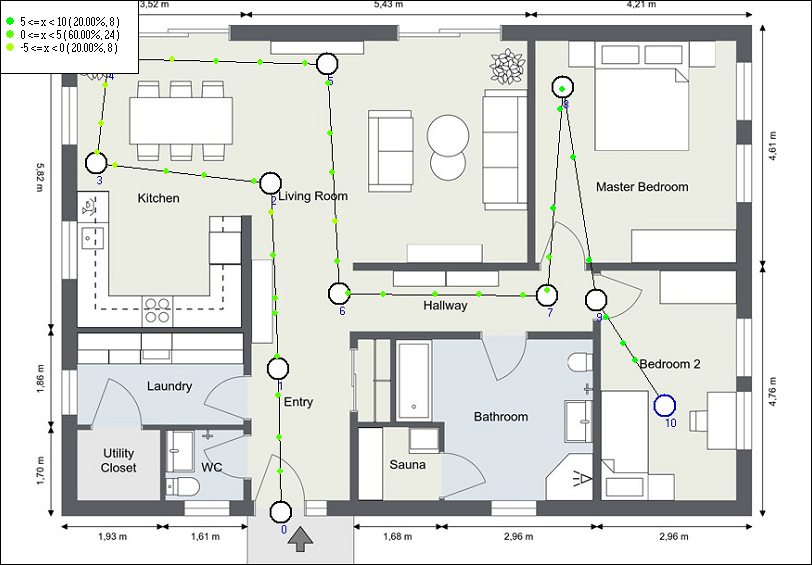 3,52 m
5,43 m
4,21 m
5 <=x < 10 ( 20.00%, 8 )
0 <=x < 5 ( 60.00%, 24 )
-5 <=x < 0 ( 20.00%, 8 )
4
5
8
4,61 m
3
5,82 m
Kitchen
2
Living Room
Master Bedroom
6
Hallway
7
9
1
Bedroom 2
1,86 m
Laundry
Entry
4,76 m
10
Bathroom
Utility
Closet
WC
Sauna
1,70 m
0
1,93 m
1,61 m
1,68 m
2,96 m
2,96 m